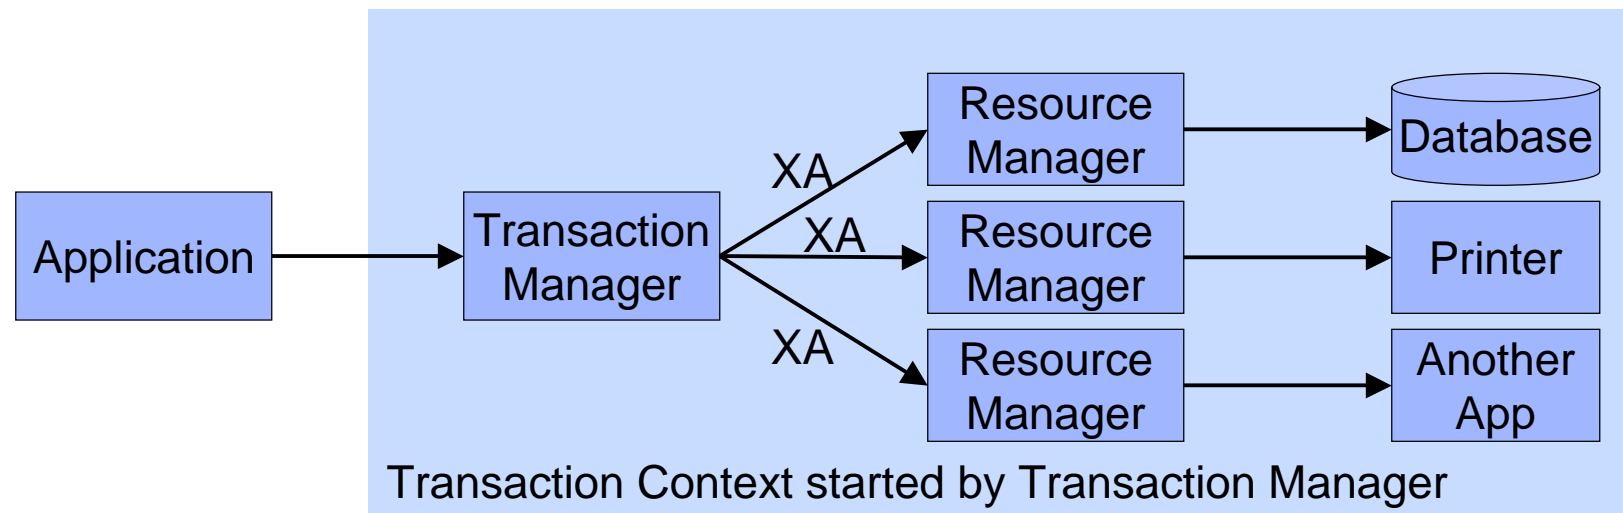 Application
Transaction
Manager
XA
XA
XA
Resource
Manager
Database
Resource
Manager
Printer
Resource
Manager
Another
App
Transaction Context started by Transaction Manager